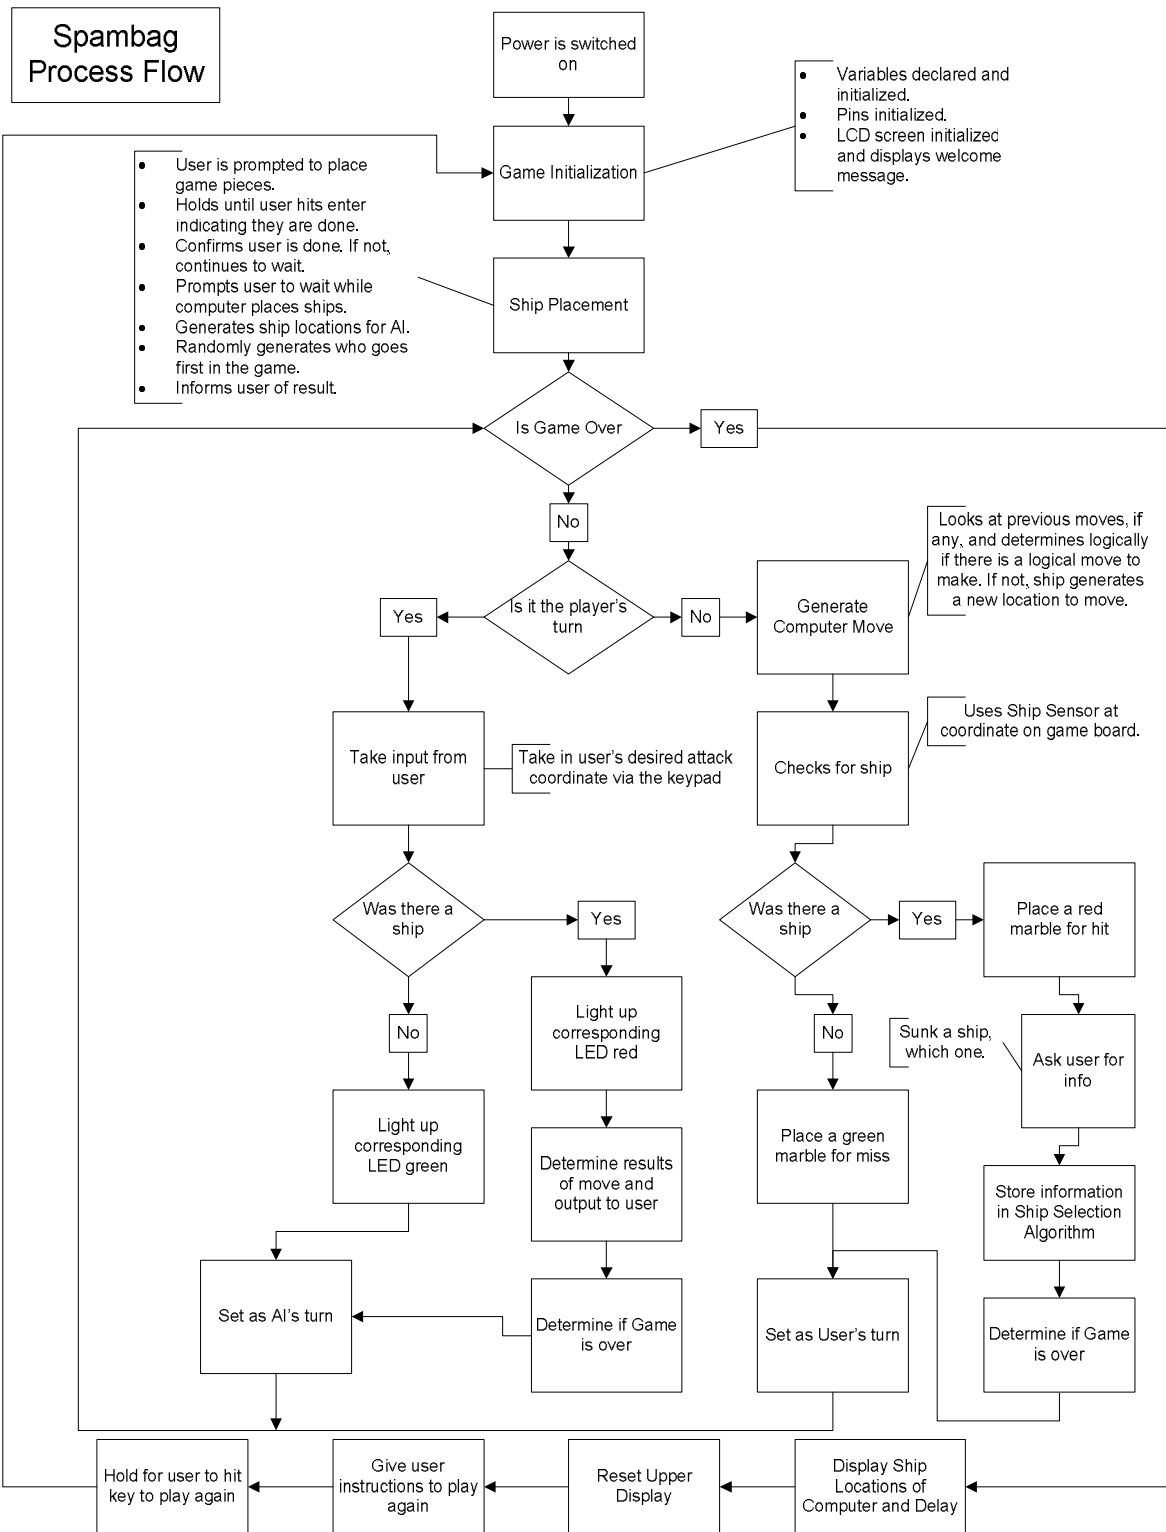 Spambag
Process Flow
Power is switched
on
• Variables declared and
initialized.
• Pins initialized.
• LCD screen initialized
and displays welcome
message.
Game Initialization
• User is prompted to place
game pieces.
• Holds until user hits enter
indicating they are done.
• Confirms user is done. If not,
continues to wait.
• Prompts user to wait while
computer places ships.
• Generates ship locations for AI.
• Randomly generates who goes
first in the game.
• Informs user of result.
Ship Placement
Is Game Over
Yes
No
Looks at previous moves, if
any, and determines logically
if there is a logical move to
make. If not, ship generates
a new location to move.
Yes
Is it the player's
turn
No
Generate
Computer Move
Take input from
user
Take in user's desired attack
coordinate via the keypad
Checks for ship
Uses Ship Sensor at
coordinate on game board.
Was there a
ship
Yes
Was there a
ship
Yes
Place a red
marble for hit
No
Light up
corresponding
LED red
No
Sunk a ship,
which one.
Ask user for
info
Light up
corresponding
LED green
Determine results
of move and
output to user
Place a green
marble for miss
Store information
in Ship Selection
Algorithm
Set as AI's turn
Determine if Game
is over
Set as User's turn
Determine if Game
is over
Hold for user to hit
key to play again
Give user
instructions to play
again
Reset Upper
Display
Display Ship
Locations of
Computer and Delay